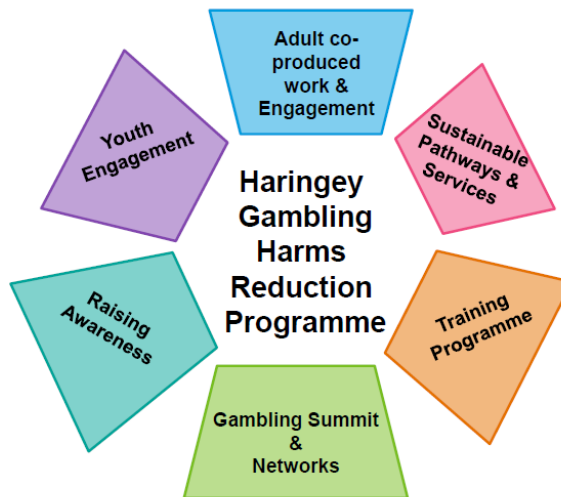 Adult co-
produced
work &
Engagement
Sustainable
Pathways &
Services
Training
Programme
Gambling Summit
&
Networks
Raising
Awareness
Youth
Engagement
Haringey
Gambling
Harms
Reduction
Programme